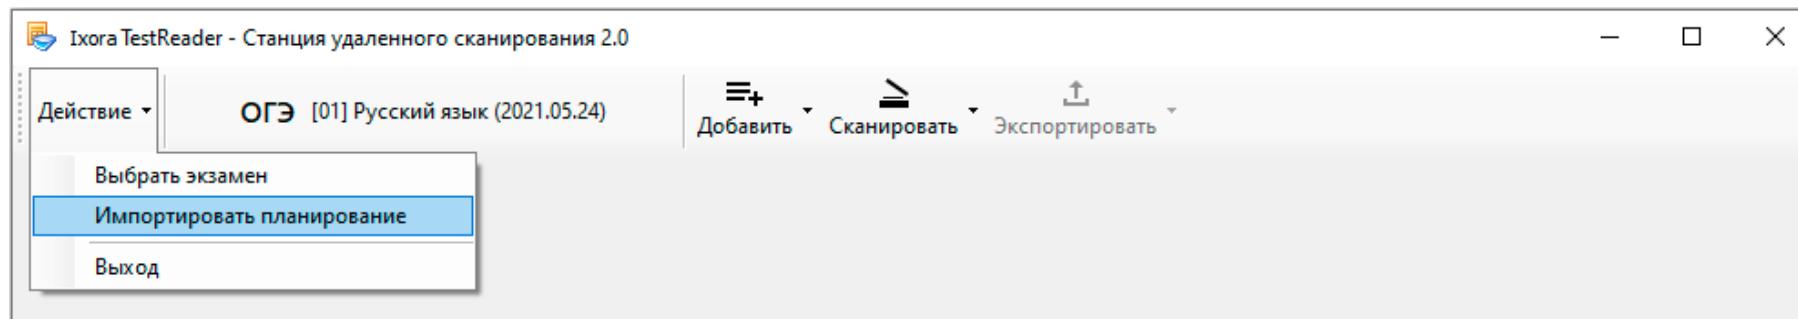 Ixora TestReader - Станция удаленного сканирования 2.0
Действие
ОГЭ [01] Русский язык (2021.05.24)
Добавить
Сканировать
Экспортировать
Выбрать экзамен
Импортировать планирование
Выход